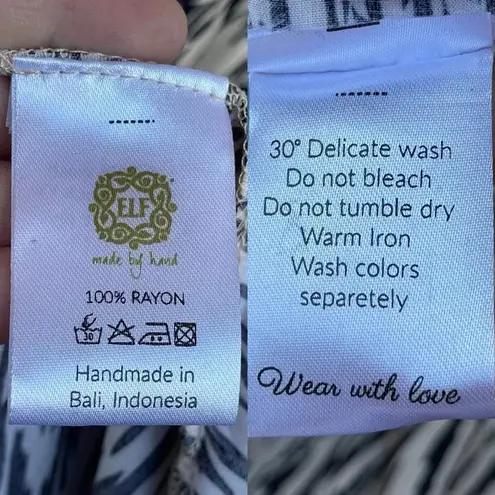 ELF
made by hand
100% RAYON
30
Handmade in
Bali, Indonesia
30° Delicate wash
Do not bleach
Do not tumble dry
Warm Iron
Wash colors
separetely
Wear with love